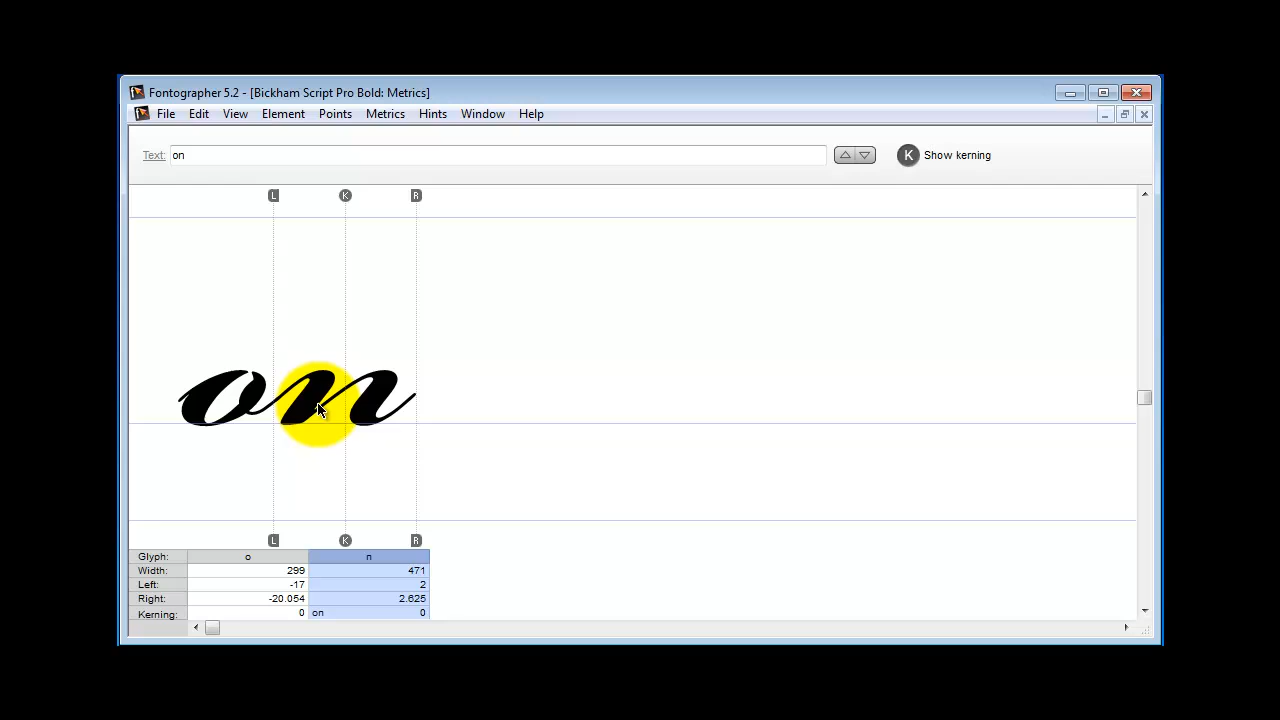 Fontographer 5.2 - [Bickham Script Pro Bold: Metrics]
File Edit View Element Points Metrics Hints Window Help
Text: on K Show kerning
L K R
on
L K R
Glyph: o n
Width: 299 471
Left: -17 2
Right: -20.054 2.625
Kerning: 0 on 0